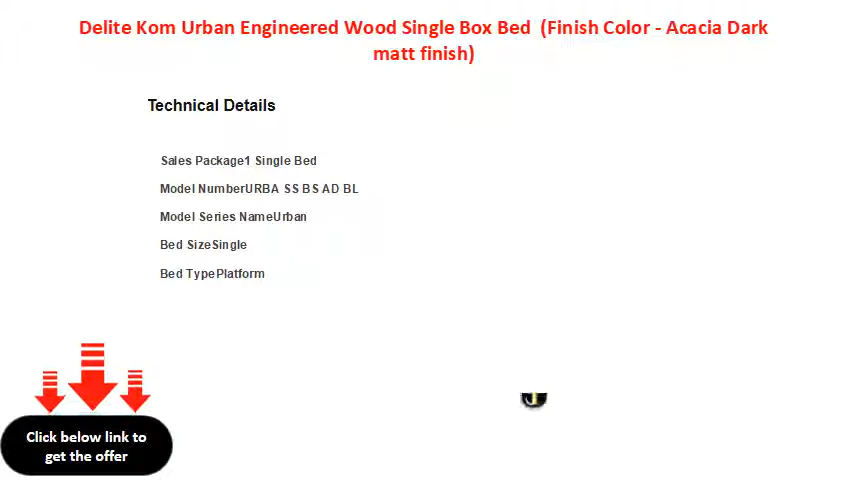 Delite Kom Urban Engineered Wood Single Box Bed  (Finish Color - Acacia Dark
matt finish)
Technical Details
Sales Package1 Single Bed
Model NumberURBA SS BS AD BL
Model Series NameUrban
Bed SizeSingle
Bed TypePlatform
Click below link to
get the offer